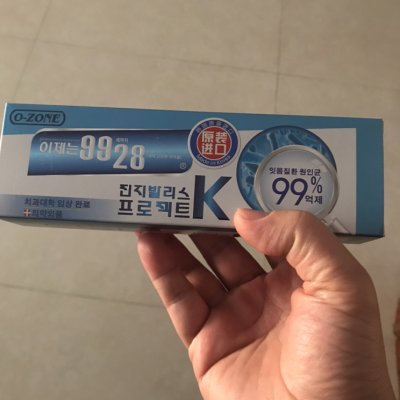 O-ZONE
이제는 9928
原装
进口
진지발리스
프로젝트 K
치과대학 임상 완료
의약외품
잇몸질환 원인균
99% 억제